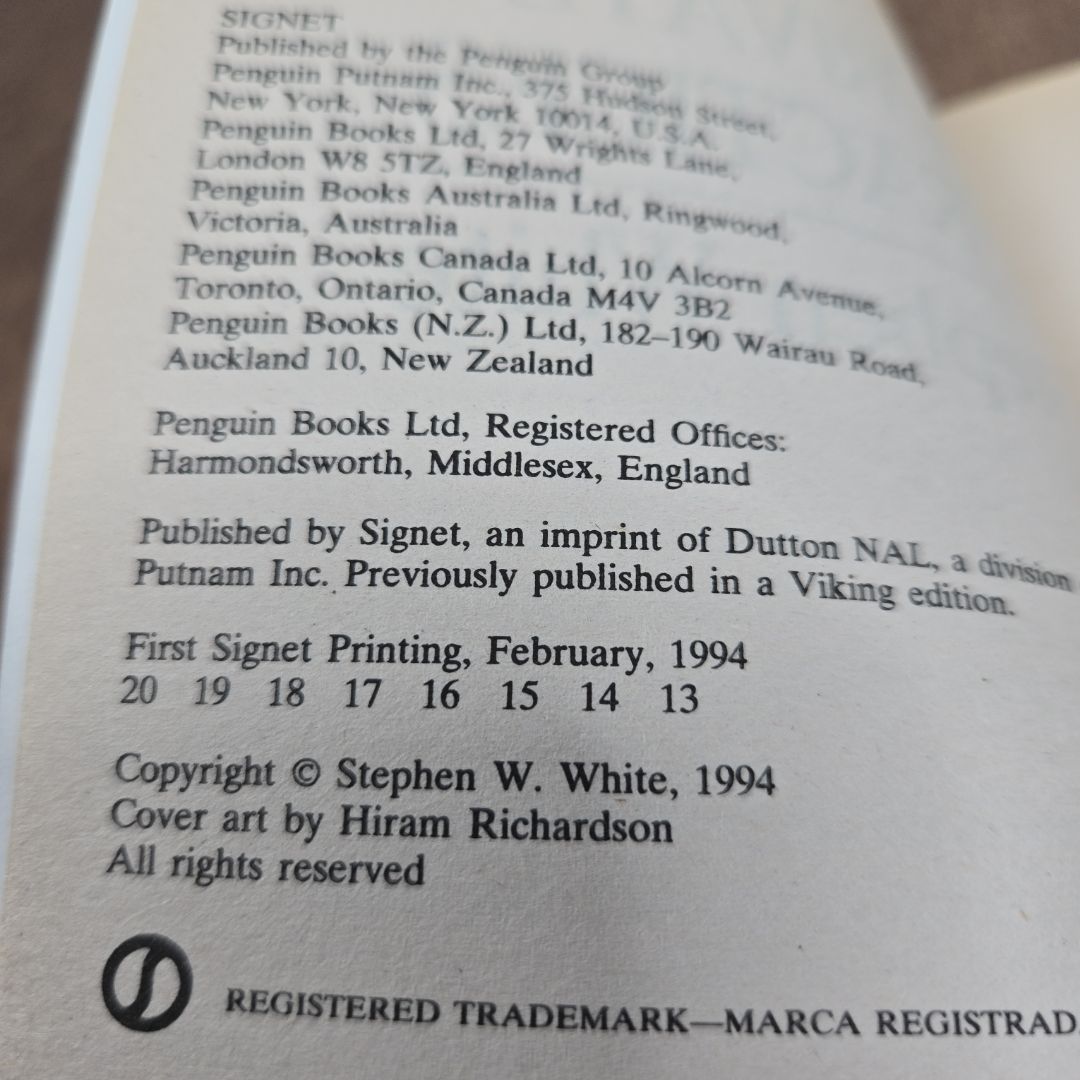 SIGNET
Published by the Penguin Group
Penguin Putnam Inc., 375 Hudson Street,
New York, New York 10014, U.S.A.
Penguin Books Ltd, 27 Wrights Lane,
London W8 5TZ, England
Penguin Books Australia Ltd, Ringwood,
Victoria, Australia
Penguin Books Canada Ltd, 10 Alcorn Avenue,
Toronto, Ontario, Canada M4V 3B2
Penguin Books (N.Z.) Ltd, 182–190 Wairau Road,
Auckland 10, New Zealand
Penguin Books Ltd, Registered Offices:
Harmondsworth, Middlesex, England
Published by Signet, an imprint of Dutton NAL, a division
Putnam Inc. Previously published in a Viking edition.
First Signet Printing, February, 1994
20 19 18 17 16 15 14 13
Copyright © Stephen W. White, 1994
Cover art by Hiram Richardson
All rights reserved
REGISTERED TRADEMARK—MARCA REGISTRAD